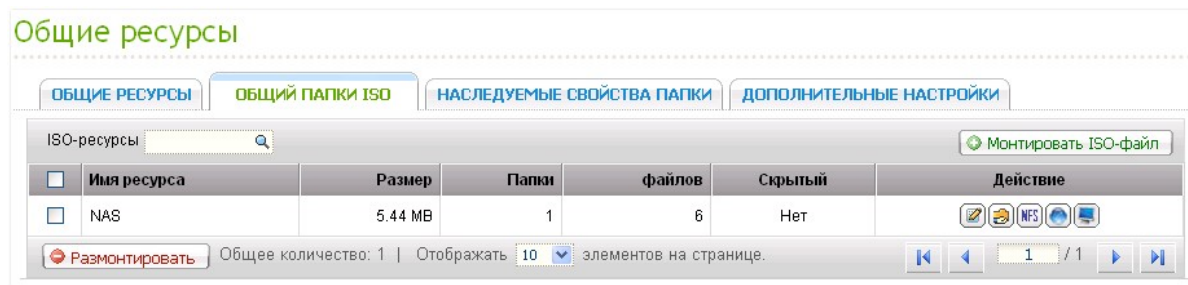 Общие ресурсы
ОБЩИЕ РЕСУРСЫ ОБЩИЙ ПАПКИ ISO НАСЛЕДУЕМЫЕ СВОЙСТВА ПАПКИ ДОПОЛНИТЕЛЬНЫЕ НАСТРОЙКИ
ISO-ресурсы Монтировать ISO-файл
Имя ресурса Размер Папки файлов Скрытый Действие
NAS 5.44 MB 1 6 Нет NFS
Размонтировать Общее количество: 1 | Отображать 10 элементов на странице. 1 / 1